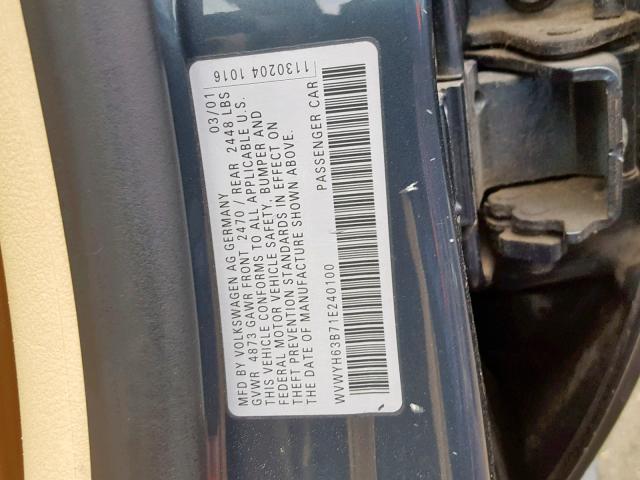 1130204 1016
MFD BY VOLKSWAGEN AG GERMANY 03/01
GVWR 4873 GAWR FRONT 2470 / REAR 2448 LBS
THIS VEHICLE CONFORMS TO ALL APPLICABLE U.S.
FEDERAL MOTOR VEHICLE SAFETY, BUMPER AND
THEFT PREVENTION STANDARDS IN EFFECT ON
THE DATE OF MANUFACTURE SHOWN ABOVE.
WVWYH63B71E240100 PASSENGER CAR